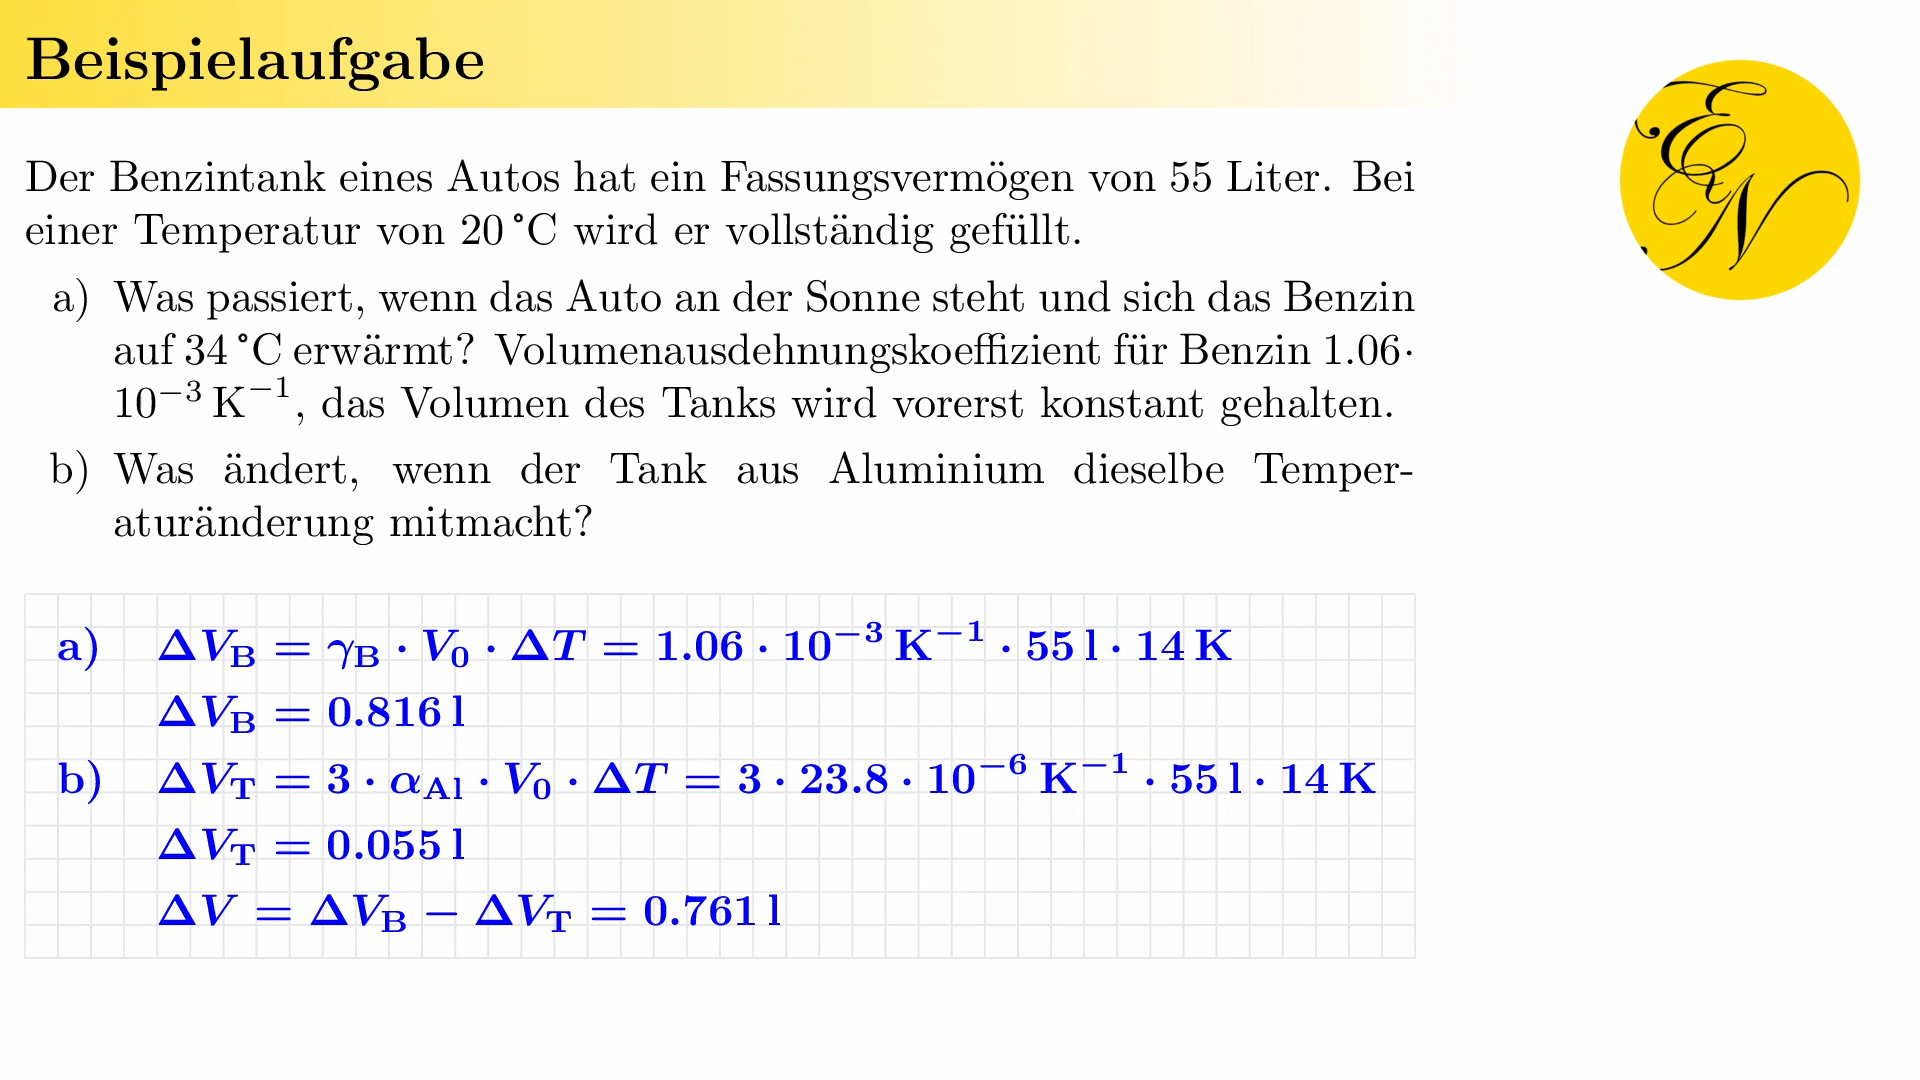 Beispielaufgabe
Der Benzintank eines Autos hat ein Fassungsvermögen von 55 Liter. Bei
einer Temperatur von 20 °C wird er vollständig gefüllt.
a) Was passiert, wenn das Auto an der Sonne steht und sich das Benzin
auf 34 °C erwärmt? Volumenausdehnungskoeffizient für Benzin 1.06·
10⁻³ K⁻¹, das Volumen des Tanks wird vorerst konstant gehalten.
b) Was ändert, wenn der Tank aus Aluminium dieselbe Temper-
aturänderung mitmacht?
a) ΔV_B = γ_B · V₀ · ΔT = 1.06 · 10⁻³ K⁻¹ · 55 l · 14 K
ΔV_B = 0.816 l
b) ΔV_T = 3 · α_Al · V₀ · ΔT = 3 · 23.8 · 10⁻⁶ K⁻¹ · 55 l · 14 K
ΔV_T = 0.055 l
ΔV = ΔV_B − ΔV_T = 0.761 l